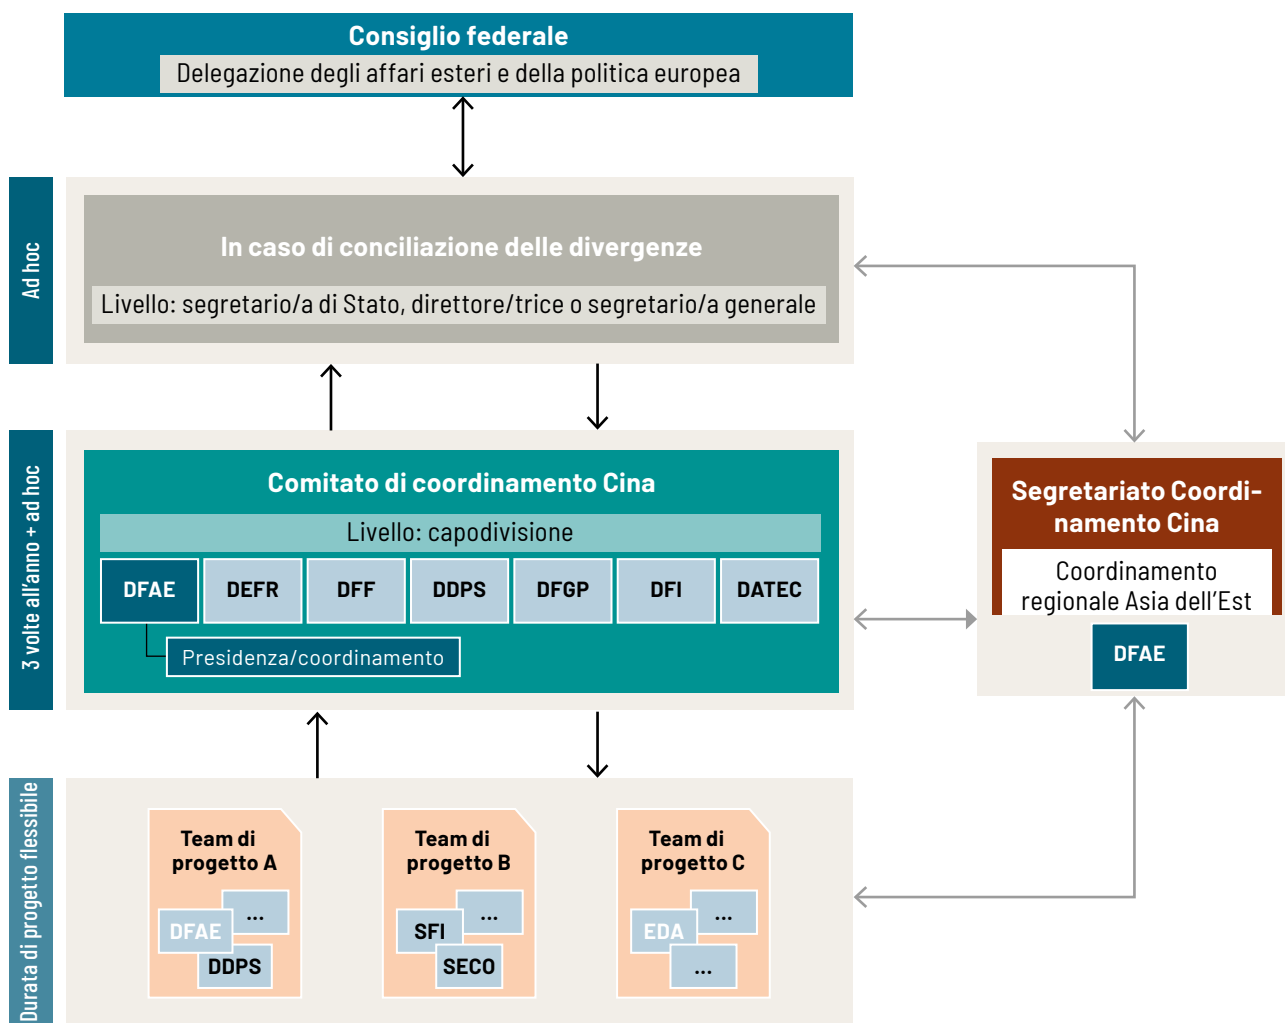 Consiglio federale
Delegazione degli affari esteri e della politica europea
Ad hoc
In caso di conciliazione delle divergenze
Livello: segretario/a di Stato, direttore/trice o segretario/a generale
3 volte all'anno + ad hoc
Comitato di coordinamento Cina
Livello: capodivisione
DFAE
DEFR
DFF
DDPS
DFGP
DFI
DATEC
Presidenza/coordinamento
Segretariato Coordi-
namento Cina
Coordinamento
regionale Asia dell'Est
DFAE
Durata di progetto flessibile
Team di
progetto A
...
DFAE
DDPS
Team di
progetto B
...
SFI
SECO
Team di
progetto C
...
EDA
...